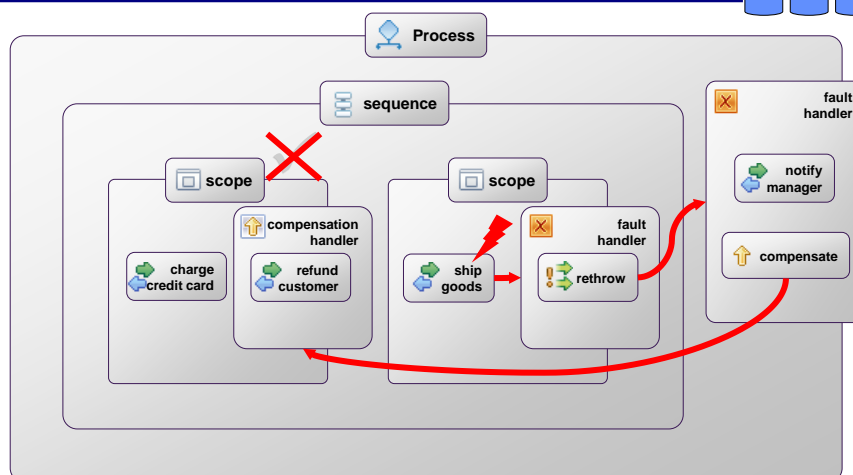 Process
sequence
fault
handler
scope
scope
notify
manager
compensation
handler
fault
handler
charge
credit card
refund
customer
ship
goods
rethrow
compensate